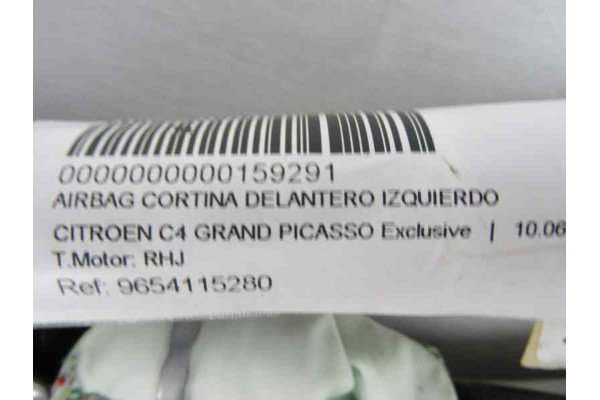 0000000000159291
AIRBAG CORTINA DELANTERO IZQUIERDO
CITROEN C4 GRAND PICASSO Exclusive | 10.06
T.Motor: RHJ
Ref: 9654115280